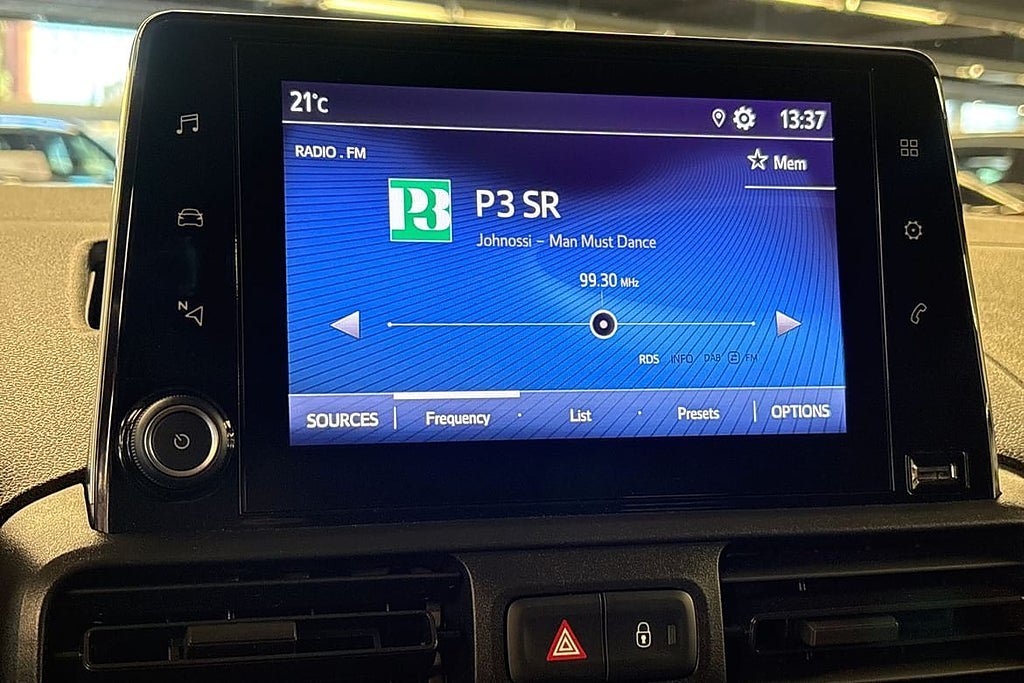 21°c
13:37
RADIO . FM
Mem
P3
P3 SR
Johnossi – Man Must Dance
99.30 MHz
RDS INFO DAB FM
SOURCES Frequency · List · Presets OPTIONS
N